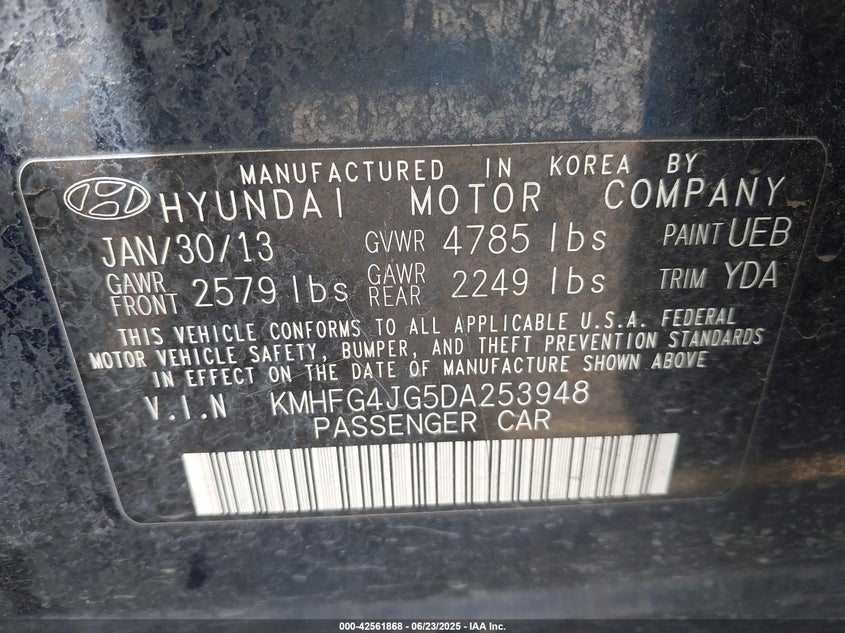 MANUFACTURED IN KOREA BY
HYUNDAI MOTOR COMPANY
JAN/30/13 GVWR 4785 lbs PAINT UEB
GAWR FRONT 2579 lbs GAWR REAR 2249 lbs TRIM YDA
THIS VEHICLE CONFORMS TO ALL APPLICABLE U.S.A. FEDERAL
MOTOR VEHICLE SAFETY, BUMPER, AND THEFT PREVENTION STANDARDS
IN EFFECT ON THE DATE OF MANUFACTURE SHOWN ABOVE
V.I.N KMHFG4JG5DA253948
PASSENGER CAR
000-42561868 - 06/23/2025 - IAA Inc.